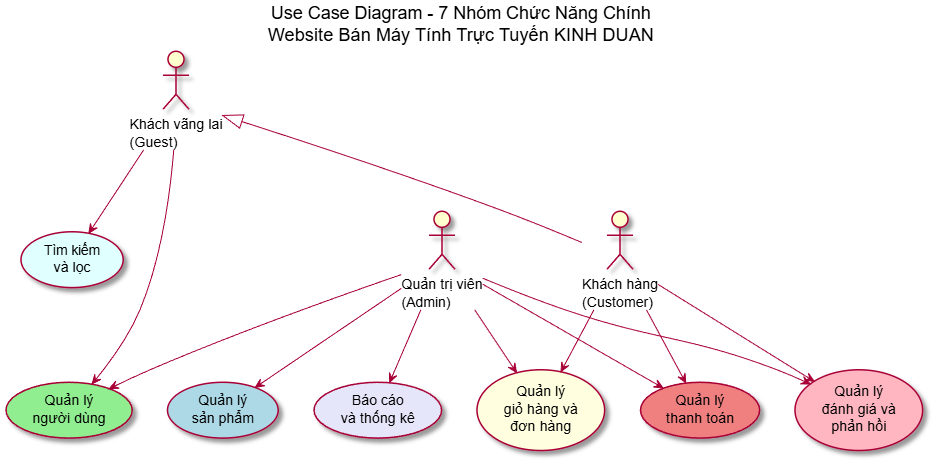 Use Case Diagram - 7 Nhóm Chức Năng Chính
Website Bán Máy Tính Trực Tuyến KINH DUAN
Khách vãng lai
(Guest)
Tìm kiếm
và lọc
Quản trị viên
(Admin)
Khách hàng
(Customer)
Quản lý
người dùng
Quản lý
sản phẩm
Báo cáo
và thống kê
Quản lý
giỏ hàng và
đơn hàng
Quản lý
thanh toán
Quản lý
đánh giá và
phản hồi